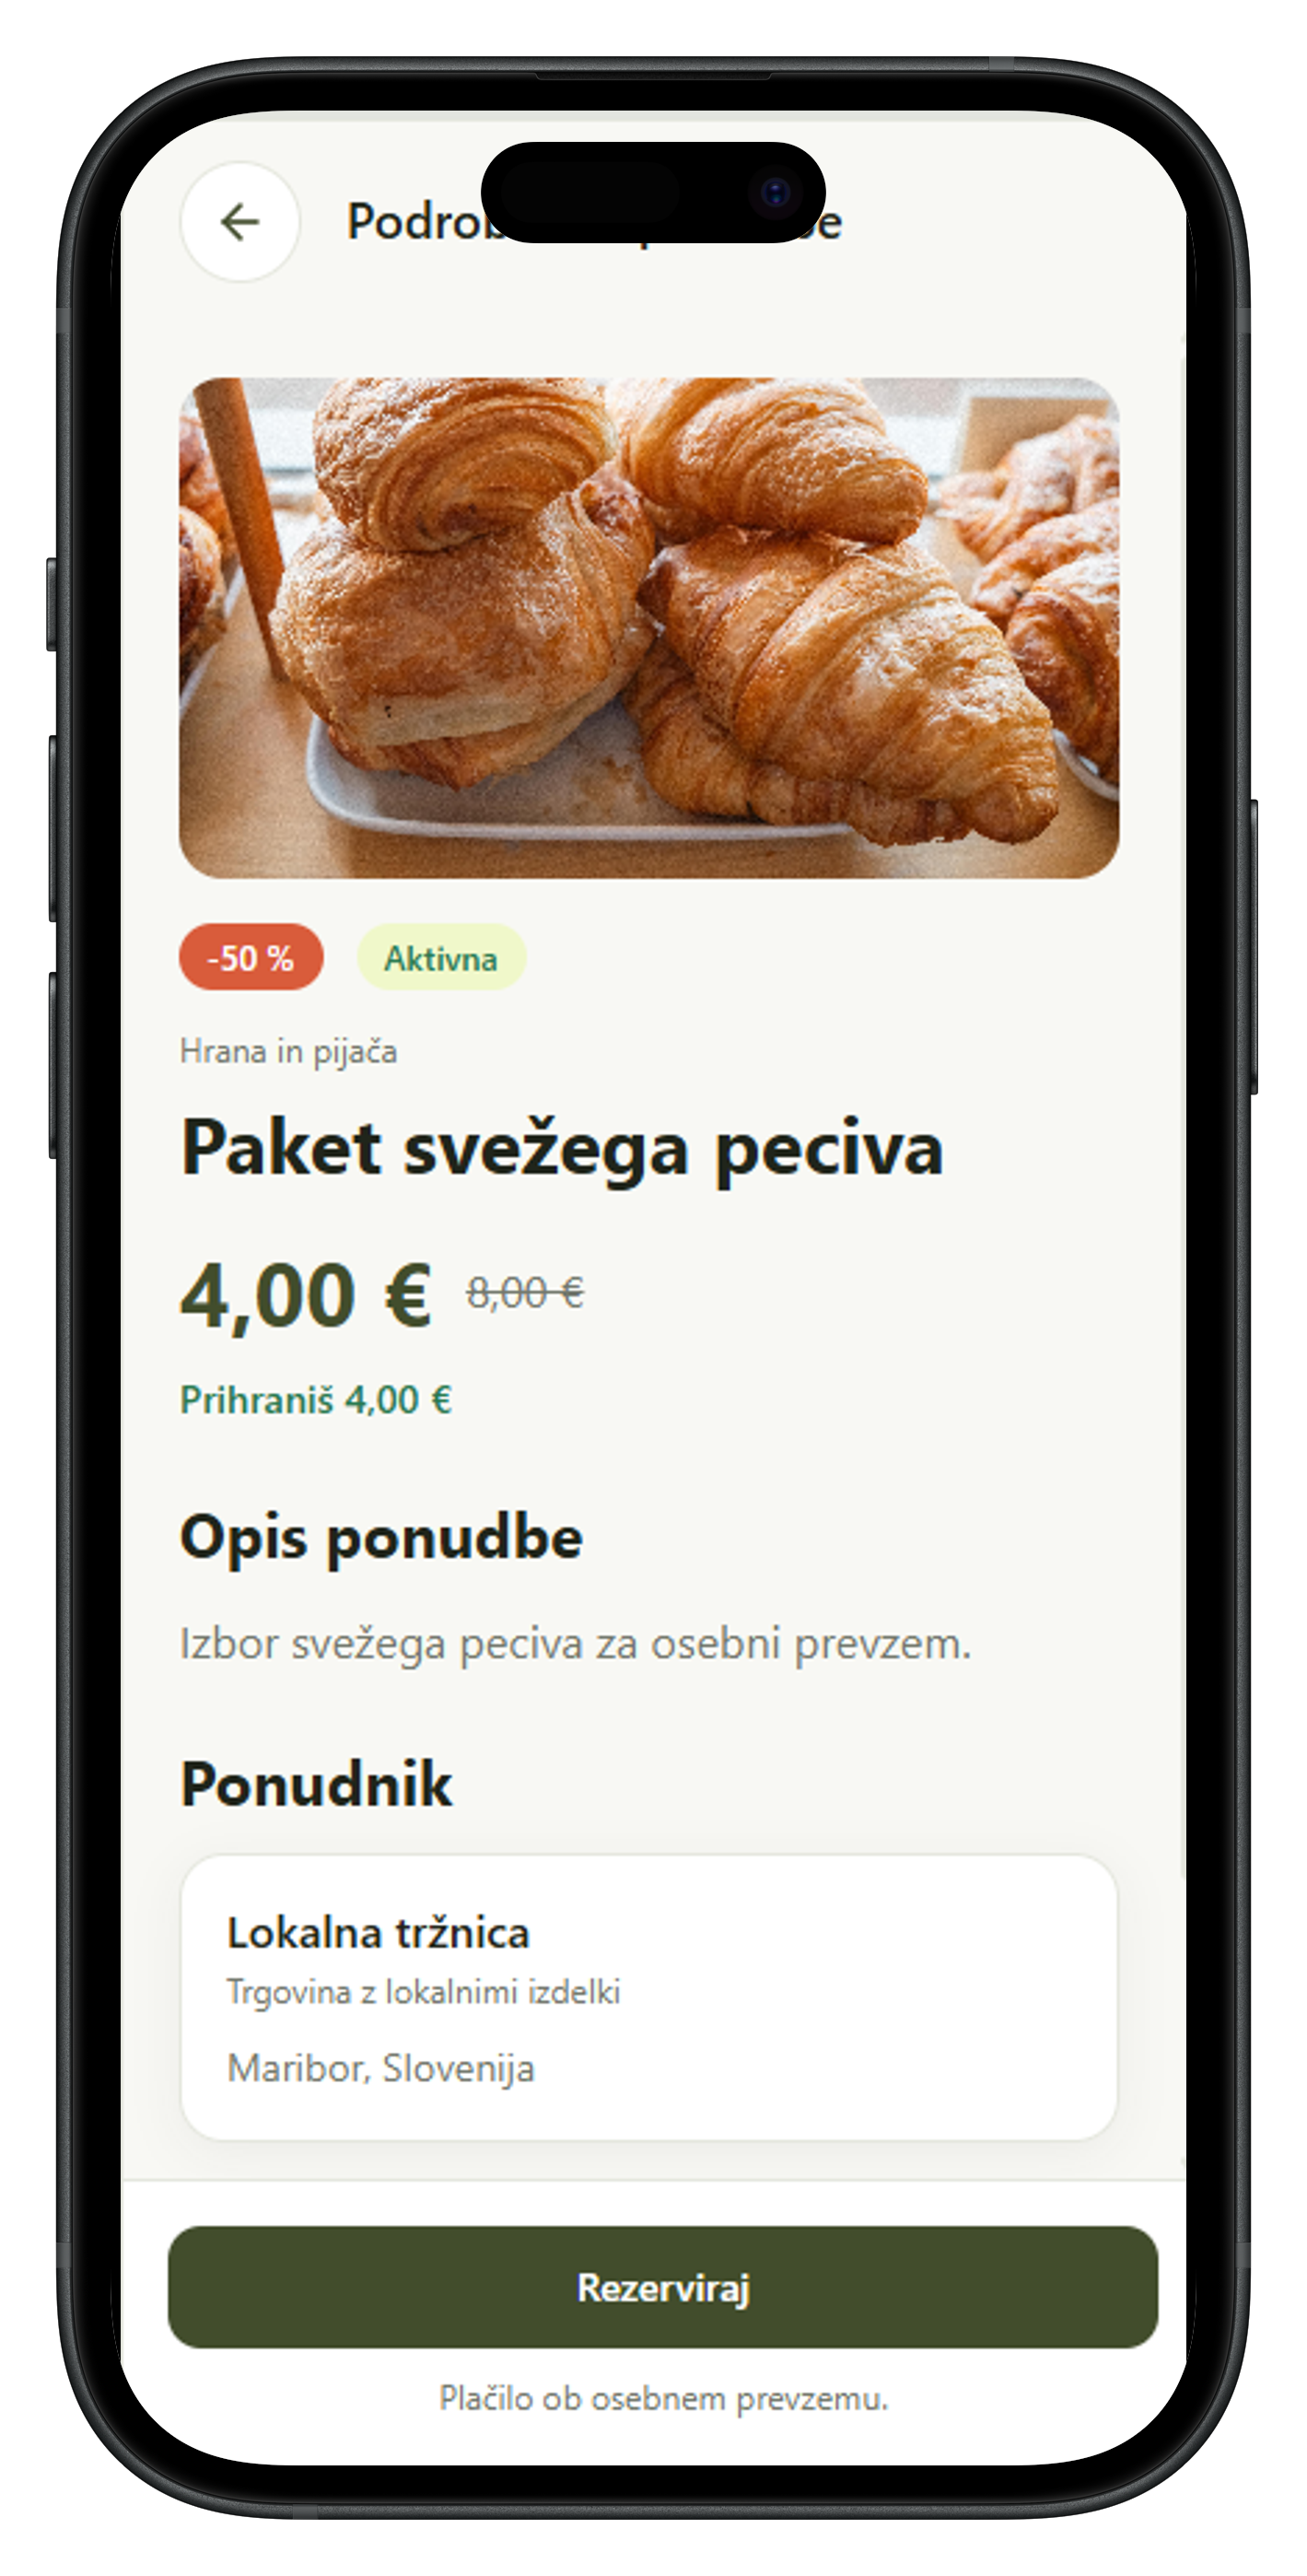 -50 %
Aktivna
Hrana in pijača
Paket svežega peciva
4,00 € 8,00 €
Prihraniš 4,00 €
Opis ponudbe
Izbor svežega peciva za osebni prevzem.
Ponudnik
Lokalna tržnica
Trgovina z lokalnimi izdelki
Maribor, Slovenija
Rezerviraj
Plačilo ob osebnem prevzemu.